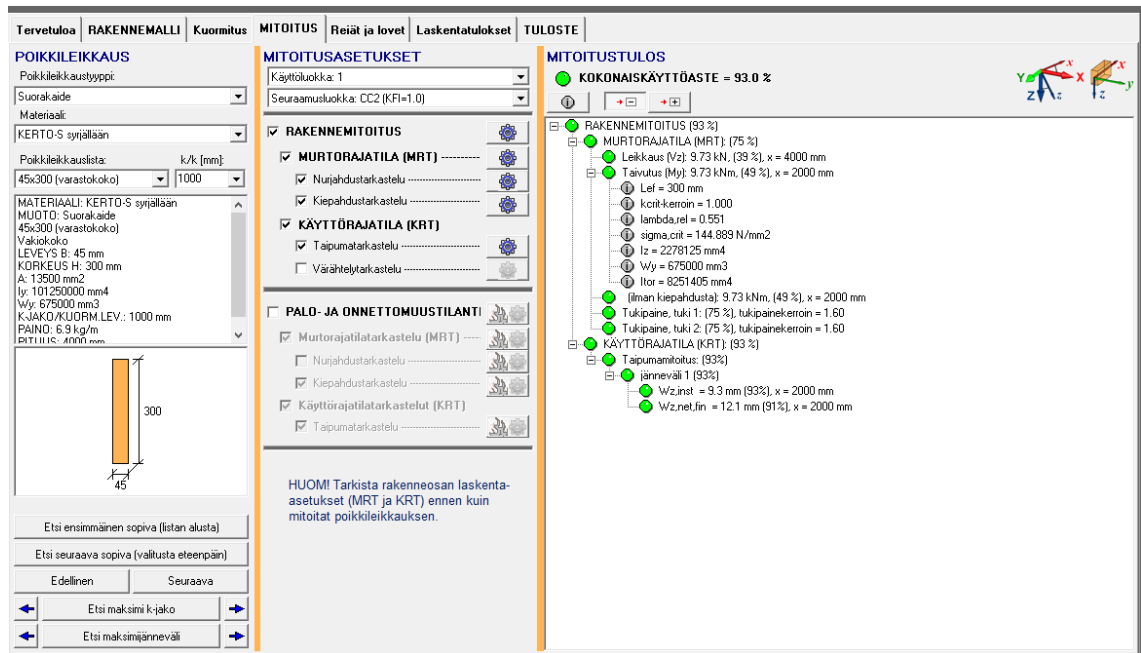 Tervetuloa RAKENNEMALLI Kuormitus MITOITUS Reiät ja lovet Laskentatulokset TULOSTE
POIKKILEIKKAUS
Poikkileikkaustyyppi:
Suorakaide
Materiaali:
KERTO-S syrjällään
Poikkileikkauslista: k/k [mm]:
45x300 (varastokoko) 1000
MATERIAALI: KERTO-S syrjällään
MUOTO: Suorakaide
45x300 (varastokoko)
Vakiokoko
LEVEYS B: 45 mm
KORKEUS H: 300 mm
A: 13500 mm2
Iy: 101250000 mm4
Wy: 675000 mm3
K-JAKO/KUORM.LEV.: 1000 mm
PAINO: 6.9 kg/m
PITUUS: 4000 mm
300
45
Etsi ensimmäinen sopiva (listan alusta)
Etsi seuraava sopiva (valitusta eteenpäin)
Edellinen Seuraava
Etsi maksimi k-jako
Etsi maksimijänneväli
MITOITUSASETUKSET
Käyttöluokka: 1
Seuraamusluokka: CC2 (KFI=1.0)
RAKENNEMITOITUS
MURTORAJATILA (MRT)
Nurjahdustarkastelu
Kiepahdustarkastelu
KÄYTTÖRAJATILA (KRT)
Taipumatarkastelu
Värähtelytarkastelu
PALO- JA ONNETTOMUUSTILANTI
Murtorajatilatarkastelu (MRT)
Nurjahdustarkastelu
Kiepahdustarkastelu
Käyttörajatilatarkastelut (KRT)
Taipumatarkastelu
HUOM! Tarkista rakenneosan laskenta-
asetukset (MRT ja KRT) ennen kuin
mitoitat poikkileikkauksen.
MITOITUSTULOS
KOKONAISKÄYTTÖASTE = 93.0 %
RAKENNEMITOITUS (93 %)
MURTORAJATILA (MRT): (75 %)
Leikkaus (Vz): 9.73 kN, (39 %), x = 4000 mm
Taivutus (My): 9.73 kNm, (49 %), x = 2000 mm
Lef = 300 mm
kcrit-kerroin = 1.000
lambda,rel = 0.551
sigma,crit = 144.889 N/mm2
Iz = 2278125 mm4
Wy = 675000 mm3
Itor = 8251405 mm4
(ilman kiepahdusta): 9.73 kNm, (49 %), x = 2000 mm
Tukipaine, tuki 1: (75 %), tukipainekerroin = 1.60
Tukipaine, tuki 2: (75 %), tukipainekerroin = 1.60
KÄYTTÖRAJATILA (KRT): (93 %)
Taipumamitoitus: (93%)
jänneväli 1 (93%)
Wz,inst = 9.3 mm (93%), x = 2000 mm
Wz,net,fin = 12.1 mm (91%), x = 2000 mm
x
Y X
Z z
x
z